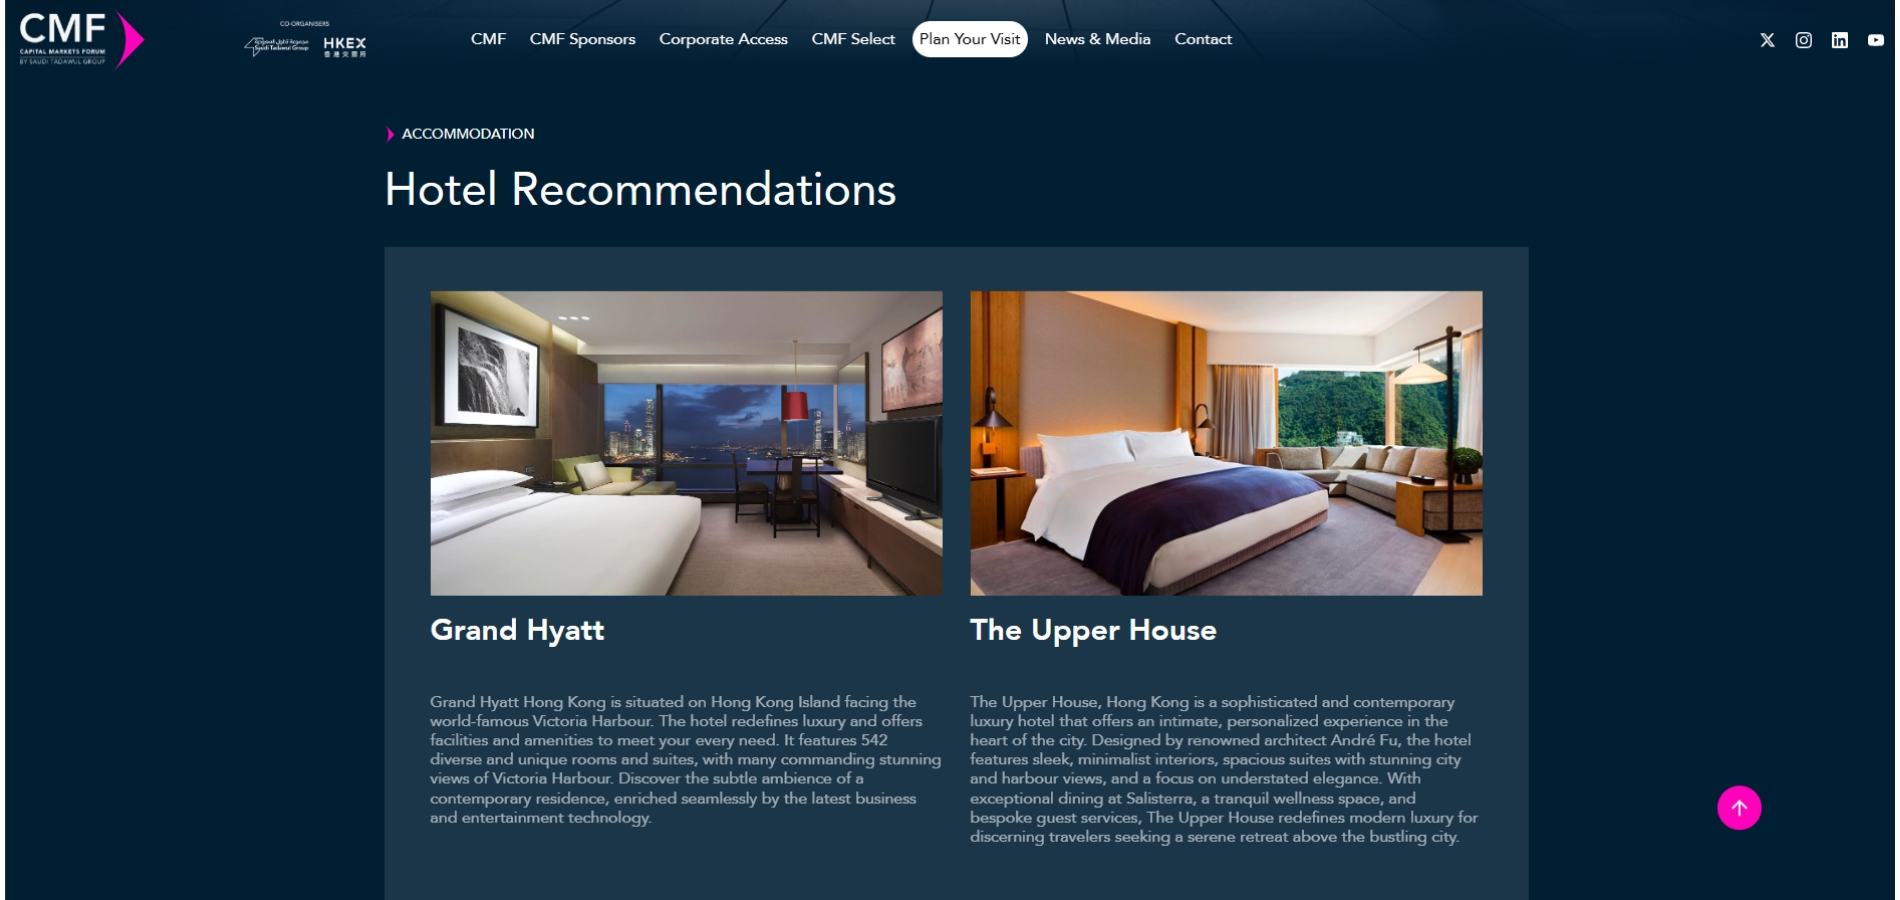 CMF
CAPITAL MARKETS FORUM
BY SAUDI TADAWUL GROUP
CO-ORGANISERS
مجموعة تداول السعودية
Saudi Tadawul Group
HKEX
香港交易所
CMF
CMF Sponsors
Corporate Access
CMF Select
Plan Your Visit
News & Media
Contact
ACCOMMODATION
Hotel Recommendations
Grand Hyatt
Grand Hyatt Hong Kong is situated on Hong Kong Island facing the
world-famous Victoria Harbour. The hotel redefines luxury and offers
facilities and amenities to meet your every need. It features 542
diverse and unique rooms and suites, with many commanding stunning
views of Victoria Harbour. Discover the subtle ambience of a
contemporary residence, enriched seamlessly by the latest business
and entertainment technology.
The Upper House
The Upper House, Hong Kong is a sophisticated and contemporary
luxury hotel that offers an intimate, personalized experience in the
heart of the city. Designed by renowned architect André Fu, the hotel
features sleek, minimalist interiors, spacious suites with stunning city
and harbour views, and a focus on understated elegance. With
exceptional dining at Salisterra, a tranquil wellness space, and
bespoke guest services, The Upper House redefines modern luxury for
discerning travelers seeking a serene retreat above the bustling city.